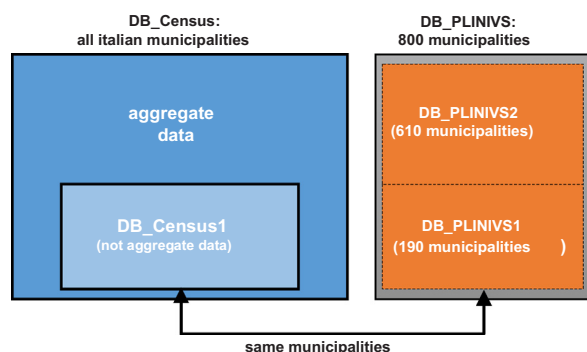 DB_Census:
all italian municipalities
DB_PLINIVS:
800 municipalities
aggregate
data
DB_PLINIVS2
(610 municipalities)
DB_Census1
(not aggregate data)
DB_PLINIVS1
(190 municipalities )
same municipalities